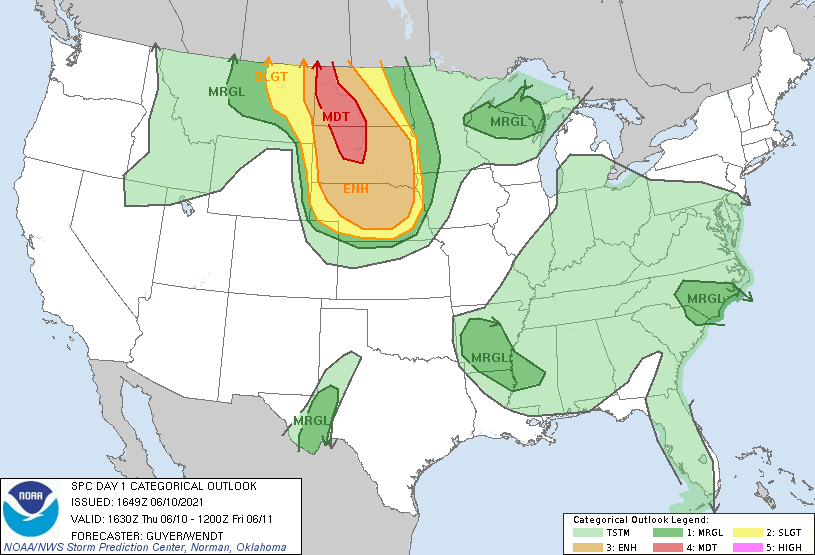 SLGT
MRGL
MDT
MRGL
ENH
MRGL
MRGL
MRGL
NOAA
SPC DAY 1 CATEGORICAL OUTLOOK
ISSUED: 1649Z 06/10/2021
VALID: 1630Z Thu 06/10 - 1200Z Fri 06/11
FORECASTER: GUYER/WENDT
NOAA/NWS Storm Prediction Center, Norman, Oklahoma
Categorical Outlook Legend:
TSTM 1: MRGL 2: SLGT
3: ENH 4: MDT 5: HIGH